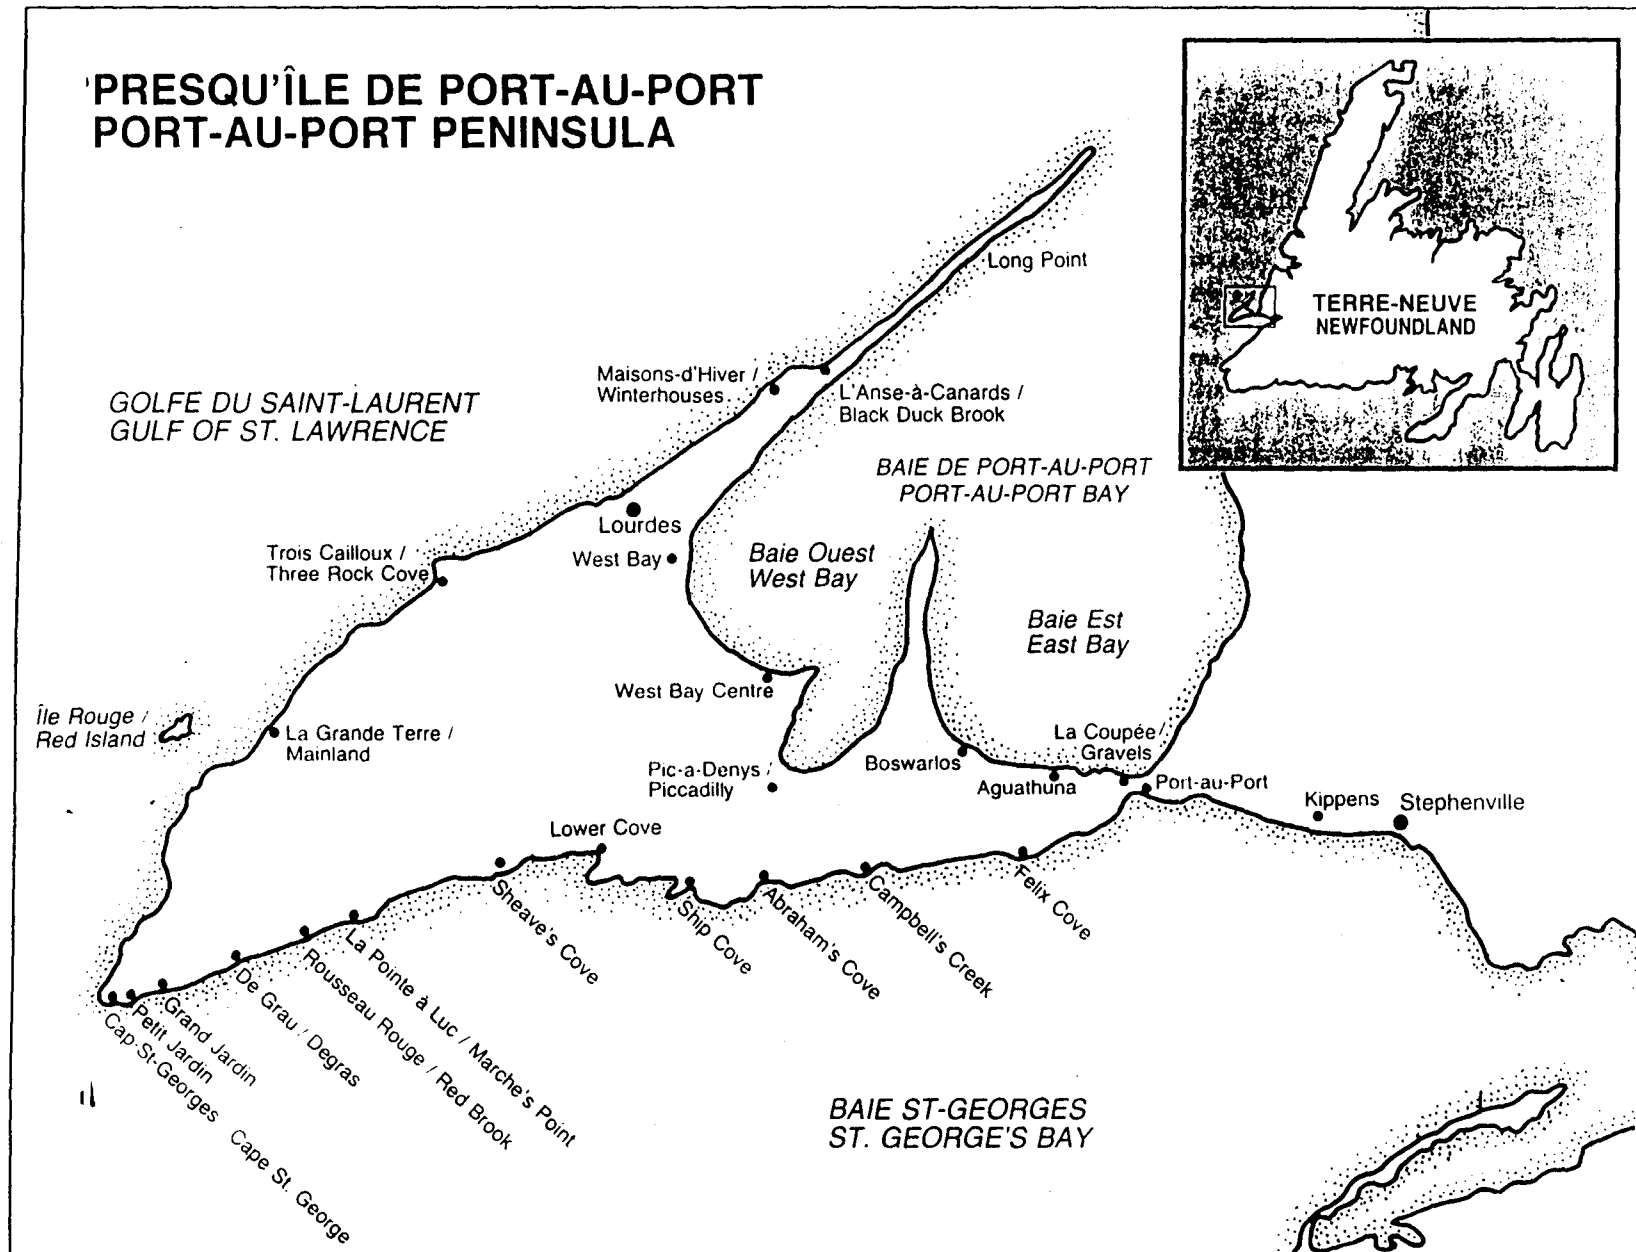 PRESQU'ÎLE DE PORT-AU-PORT
PORT-AU-PORT PENINSULA
TERRE-NEUVE
NEWFOUNDLAND
Long Point
Maisons-d'Hiver /
Winterhouses
L'Anse-à-Canards /
Black Duck Brook
GOLFE DU SAINT-LAURENT
GULF OF ST. LAWRENCE
BAIE DE PORT-AU-PORT
PORT-AU-PORT BAY
Lourdes
West Bay
Baie Ouest
West Bay
Trois Cailloux /
Three Rock Cove
Baie Est
East Bay
West Bay Centre
Île Rouge /
Red Island
La Grande Terre /
Mainland
La Coupée /
Gravels
Boswarlos
Pic-a-Denys /
Piccadilly
Aguathuna
Port-au-Port
Kippens
Stephenville
Lower Cove
Sheave's Cove
Ship Cove
Abraham's Cove
Campbell's Creek
Felix Cove
La Pointe à Luc / Marche's Point
Rousseau Rouge / Red Brook
De Grau / Degras
Grand Jardin
Petit Jardin
Cap-St-Georges Cape St. George
BAIE ST-GEORGES
ST. GEORGE'S BAY